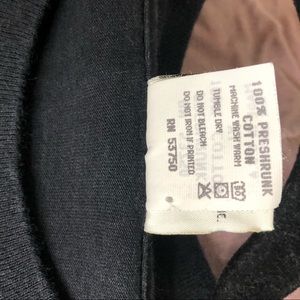 100% PRESHRUNK
COTTON
MACHINE WASH WARM
TUMBLE DRY
DO NOT BLEACH
DO NOT IRON IF PRINTED
RN 53750